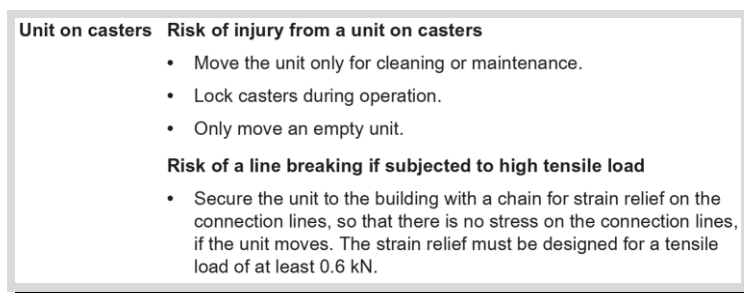 Unit on casters Risk of injury from a unit on casters
• Move the unit only for cleaning or maintenance.
• Lock casters during operation.
• Only move an empty unit.
Risk of a line breaking if subjected to high tensile load
• Secure the unit to the building with a chain for strain relief on the
connection lines, so that there is no stress on the connection lines,
if the unit moves. The strain relief must be designed for a tensile
load of at least 0.6 kN.